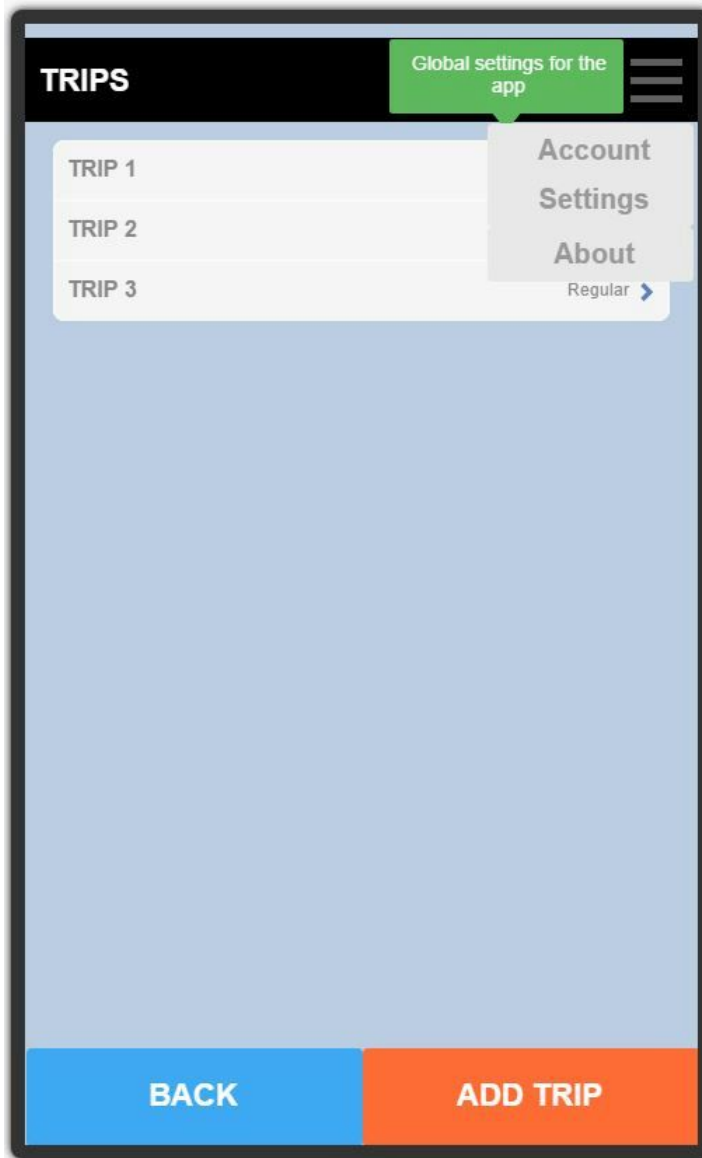 TRIPS
Global settings for the
app
TRIP 1
Account
Settings
TRIP 2
About
TRIP 3
Regular
BACK
ADD TRIP